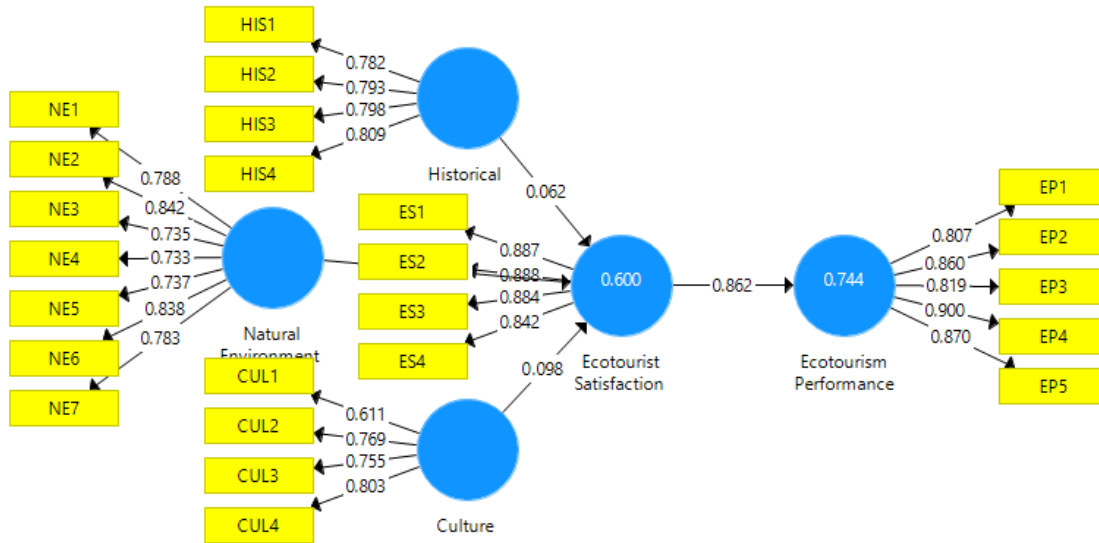 HIS1
HIS2
HIS3
HIS4
0.782
0.793
0.798
0.809
Historical
NE1
NE2
NE3
NE4
NE5
NE6
NE7
0.788
0.842
0.735
0.733
0.737
0.838
0.783
Natural
Environment
ES1
ES2
ES3
ES4
0.887
0.888
0.884
0.842
0.062
0.098
0.600
Ecotourist
Satisfaction
0.862
0.744
Ecotourism
Performance
0.807
0.860
0.819
0.900
0.870
EP1
EP2
EP3
EP4
EP5
CUL1
CUL2
CUL3
CUL4
0.611
0.769
0.755
0.803
Culture